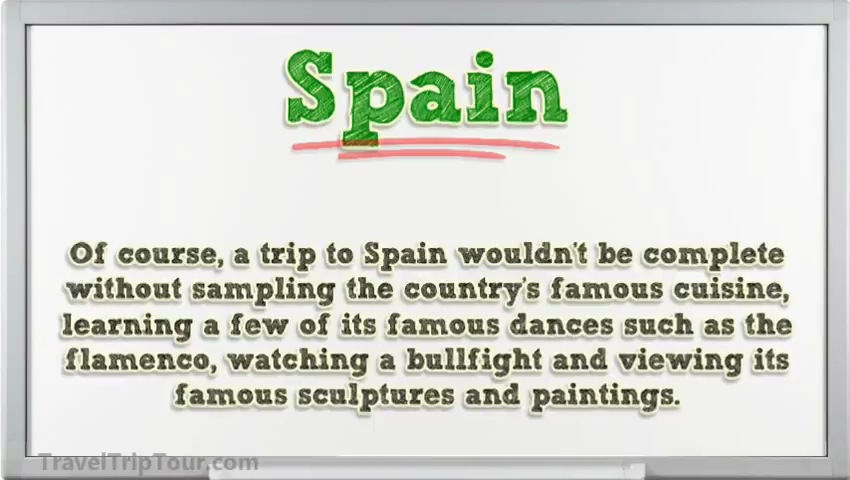 Spain
Of course, a trip to Spain wouldn't be complete
without sampling the country's famous cuisine,
learning a few of its famous dances such as the
flamenco, watching a bullfight and viewing its
famous sculptures and paintings.
TravelTripTour.com